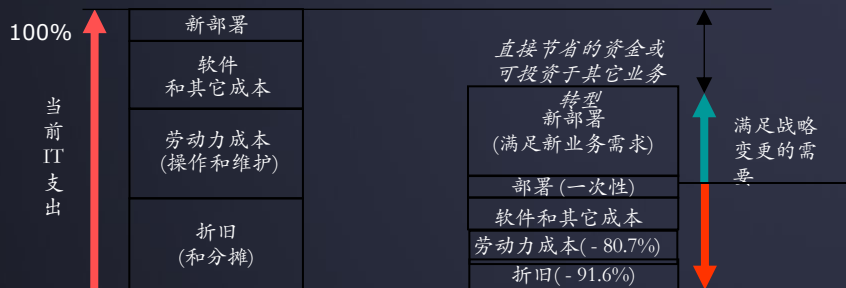 100%
当
前
IT
支
出
新部署
软件
和其它成本
劳动力成本
(操作和维护)
折旧
(和分摊)
直接节省的资金或
可投资于其它业务
转型
新部署
(满足新业务需求)
部署(一次性)
软件和其它成本
劳动力成本( - 80.7%)
折旧( - 91.6%)
满足战略
变更的需
要